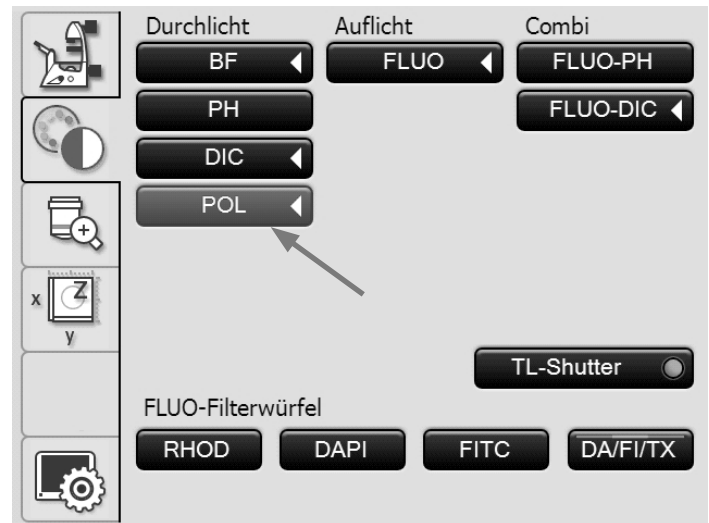 Durchlicht Auflicht Combi
BF FLUO FLUO-PH
PH FLUO-DIC
DIC
POL
x Z
y
TL-Shutter
FLUO-Filterwürfel
RHOD DAPI FITC DA/FI/TX